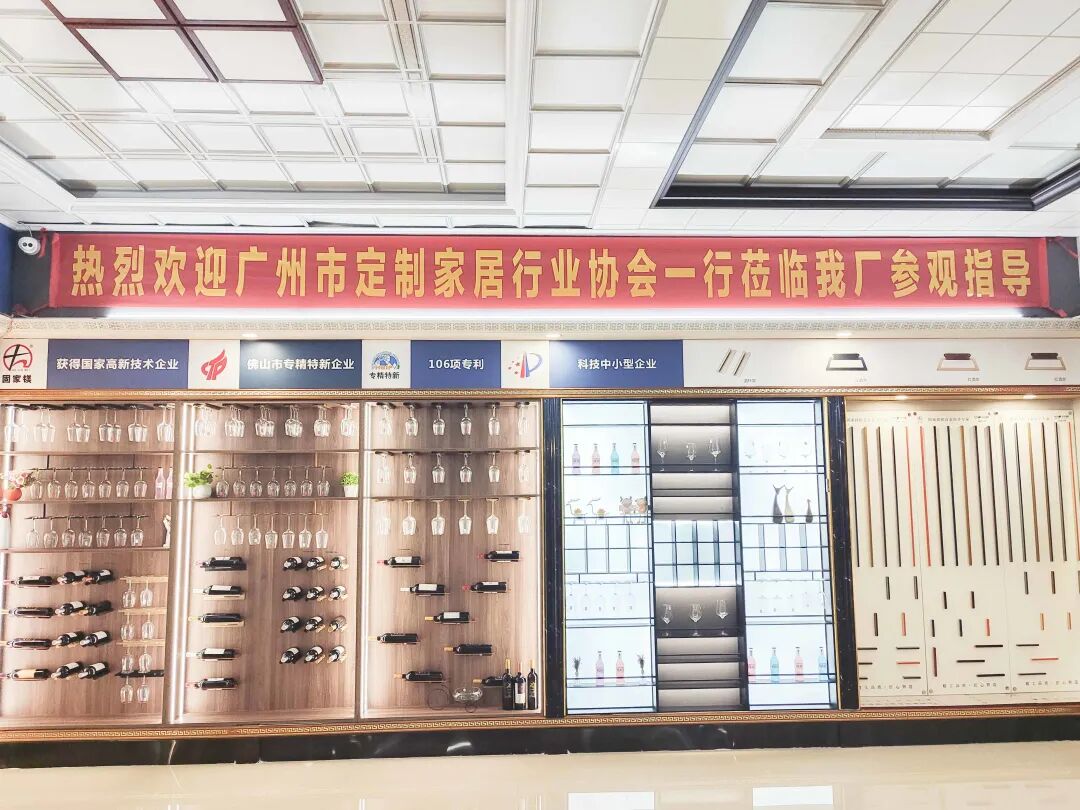 热烈欢迎广州市定制家居行业协会一行莅临我厂参观指导
固家镁
获得国家高新技术企业
佛山市专精特新企业
专精特新
106项专利
科技中小型企业